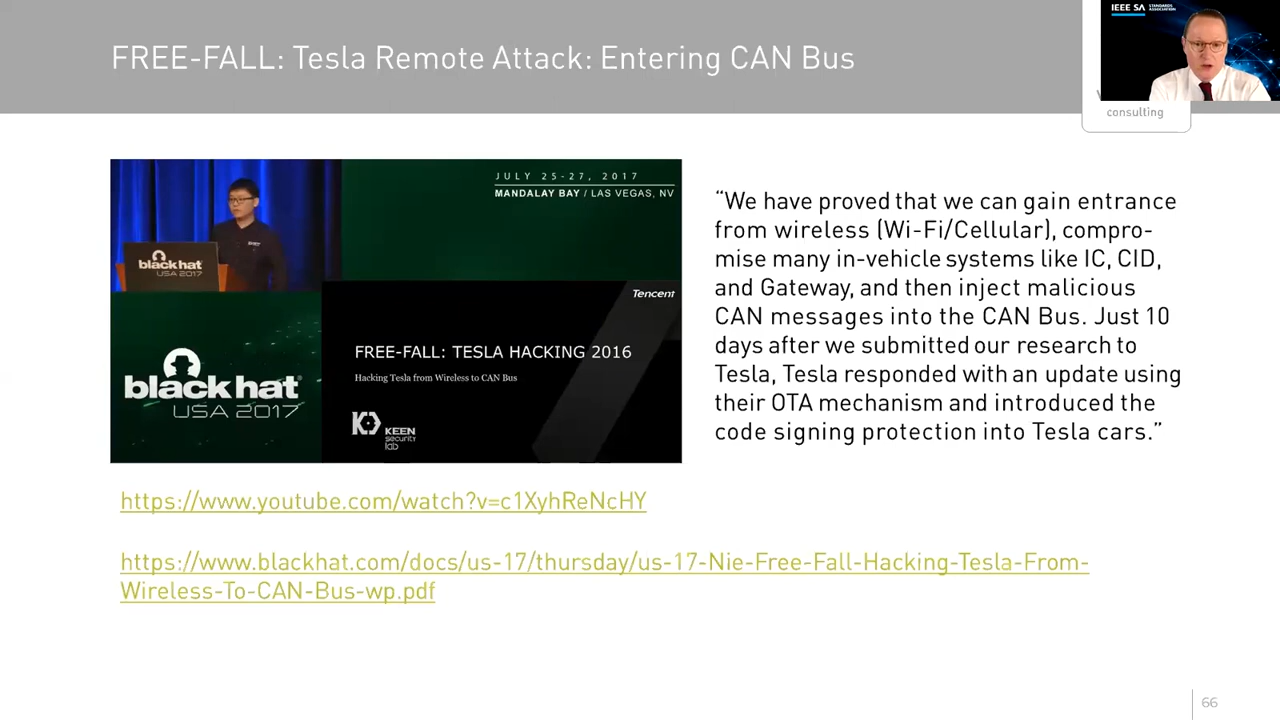 FREE-FALL: Tesla Remote Attack: Entering CAN Bus
IEEE SA
STANDARDS
ASSOCIATION
consulting
JULY 25-27, 2017
MANDALAY BAY / LAS VEGAS, NV
black hat
USA 2017
Tencent
FREE-FALL: TESLA HACKING 2016
Hacking Tesla from Wireless to CAN Bus
black hat
USA 2017
KEEN
security
lab
“We have proved that we can gain entrance
from wireless (Wi-Fi/Cellular), compro-
mise many in-vehicle systems like IC, CID,
and Gateway, and then inject malicious
CAN messages into the CAN Bus. Just 10
days after we submitted our research to
Tesla, Tesla responded with an update using
their OTA mechanism and introduced the
code signing protection into Tesla cars.”
https://www.youtube.com/watch?v=c1XyhReNcHY
https://www.blackhat.com/docs/us-17/thursday/us-17-Nie-Free-Fall-Hacking-Tesla-From-
Wireless-To-CAN-Bus-wp.pdf
66